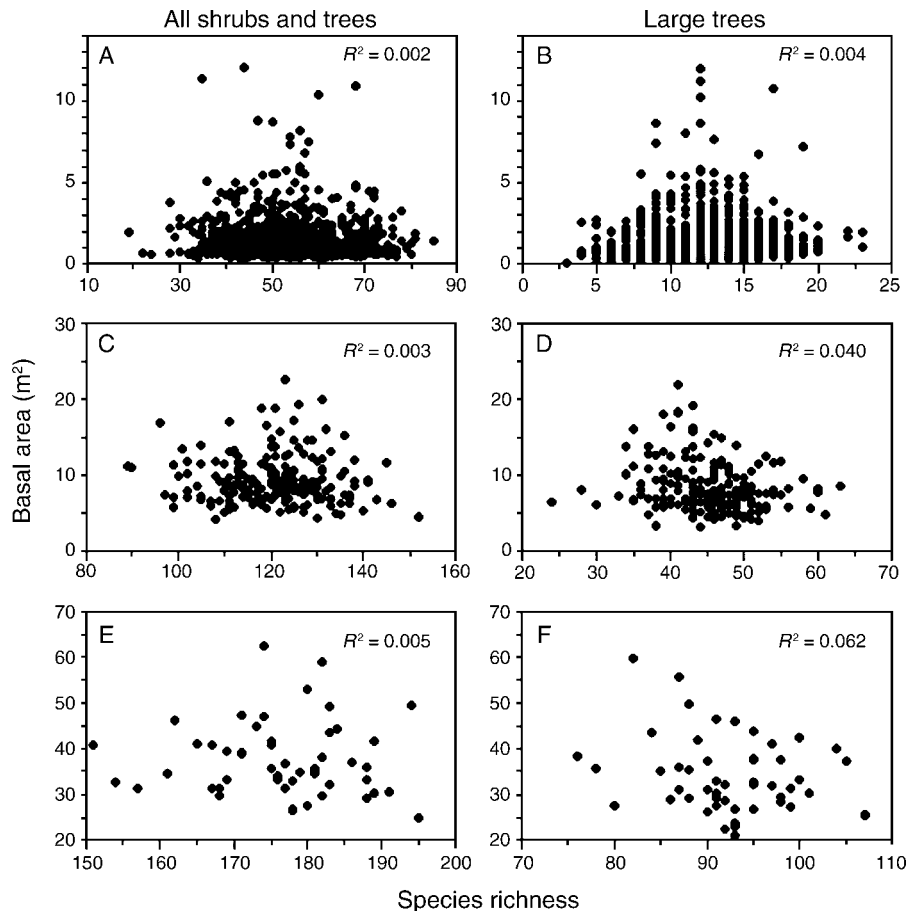 All shrubs and trees
Large trees
A
R² = 0.002
10
5
0
10 30 50 70 90
B
R² = 0.004
10
5
0
0 5 10 15 20 25
C
R² = 0.003
30
20
10
0
80 100 120 140 160
D
R² = 0.040
30
20
10
0
20 30 40 50 60 70
E
R² = 0.005
70
60
50
40
30
20
150 160 170 180 190 200
F
R² = 0.062
70
60
50
40
30
20
70 80 90 100 110
Basal area (m²)
Species richness